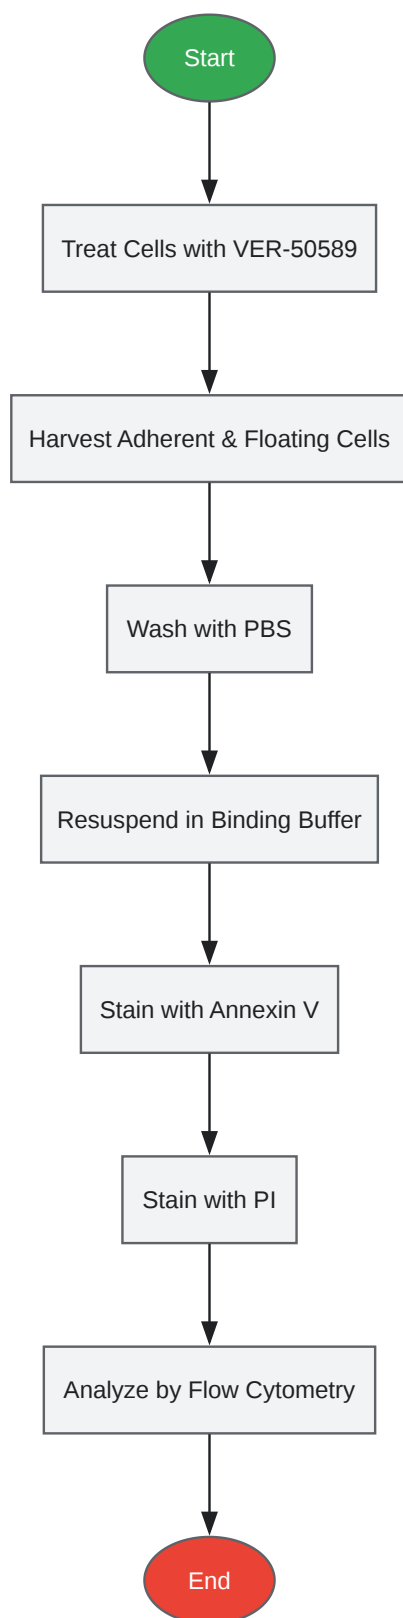 Start
Treat Cells with VER-50589
Harvest Adherent & Floating Cells
Wash with PBS
Resuspend in Binding Buffer
Stain with Annexin V
Stain with PI
Analyze by Flow Cytometry
End